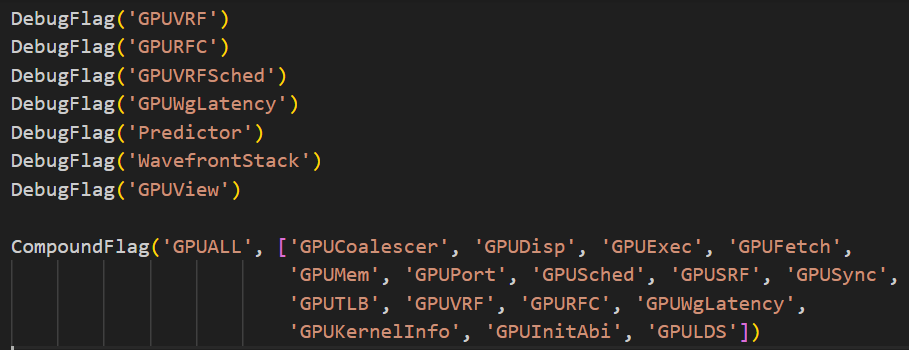 DebugFlag('GPUVRF')
DebugFlag('GPURFC')
DebugFlag('GPUVRFSched')
DebugFlag('GPUWgLatency')
DebugFlag('Predictor')
DebugFlag('WavefrontStack')
DebugFlag('GPUView')
CompoundFlag('GPUALL', ['GPUCoalescer', 'GPUDisp', 'GPUExec', 'GPUFetch',
'GPUMem', 'GPUPort', 'GPUSched', 'GPUSRF', 'GPUSync',
'GPUTLB', 'GPUVRF', 'GPURFC', 'GPUWgLatency',
'GPUKernelInfo', 'GPUInitAbi', 'GPULDS'])